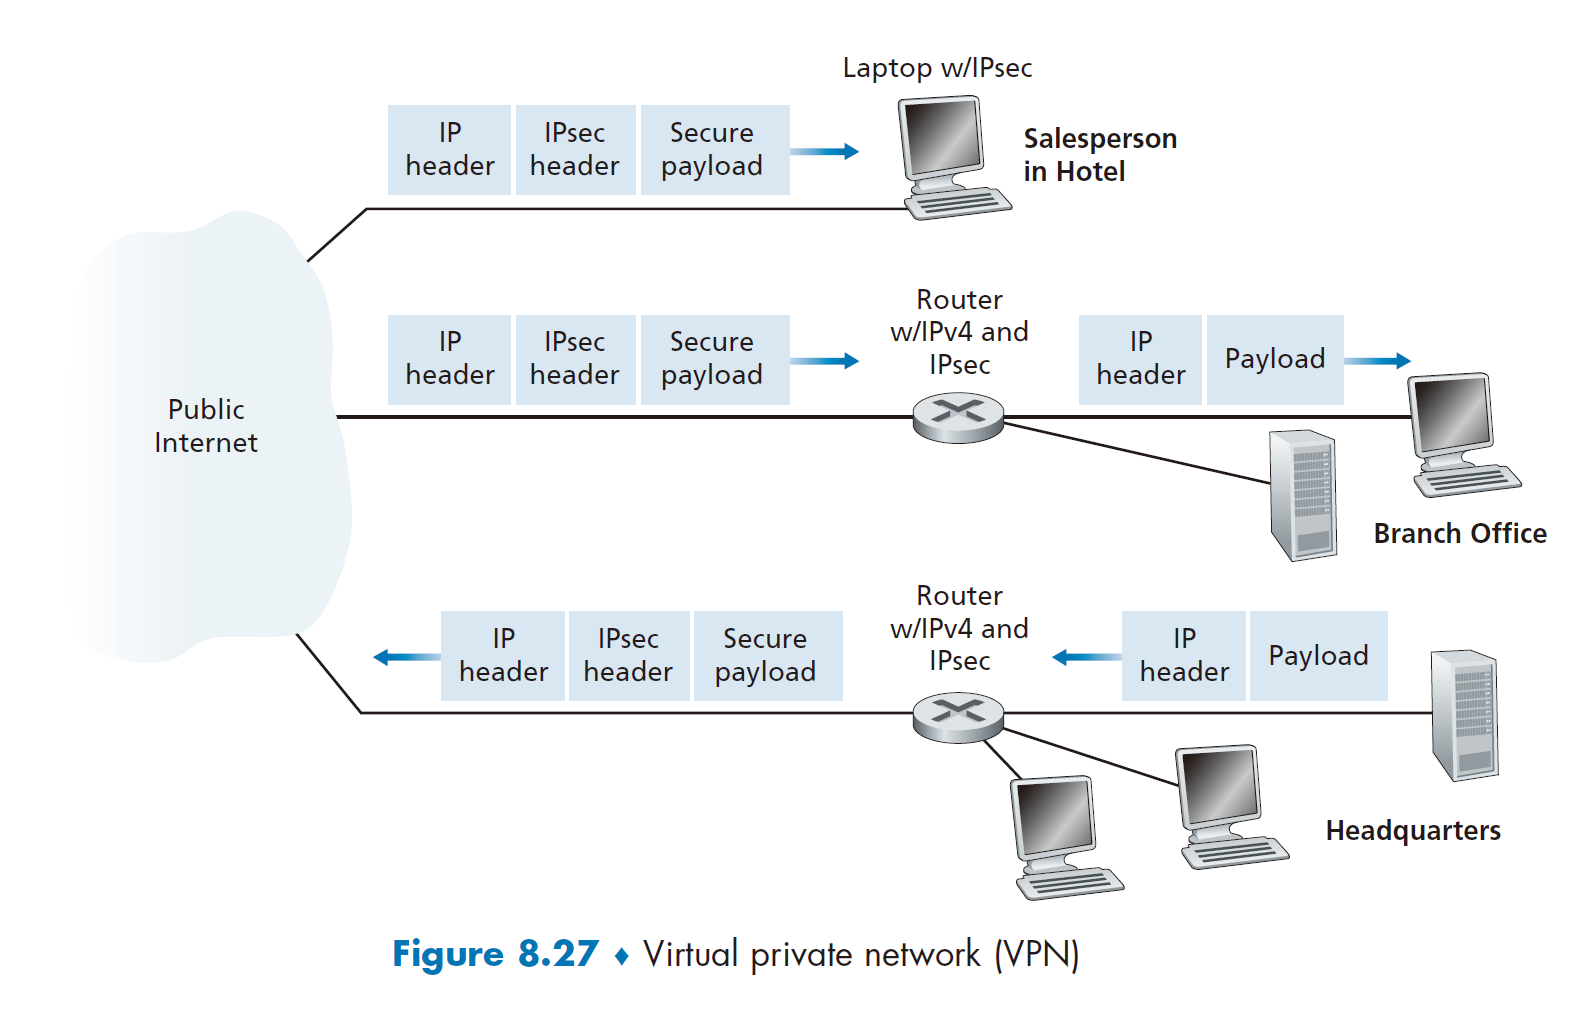 Laptop w/IPsec
IP
header
IPsec
header
Secure
payload
Salesperson
in Hotel
Public
Internet
IP
header
IPsec
header
Secure
payload
Router
w/IPv4 and
IPsec
IP
header
Payload
Branch Office
IP
header
IPsec
header
Secure
payload
Router
w/IPv4 and
IPsec
IP
header
Payload
Headquarters
Figure 8.27 ♦ Virtual private network (VPN)